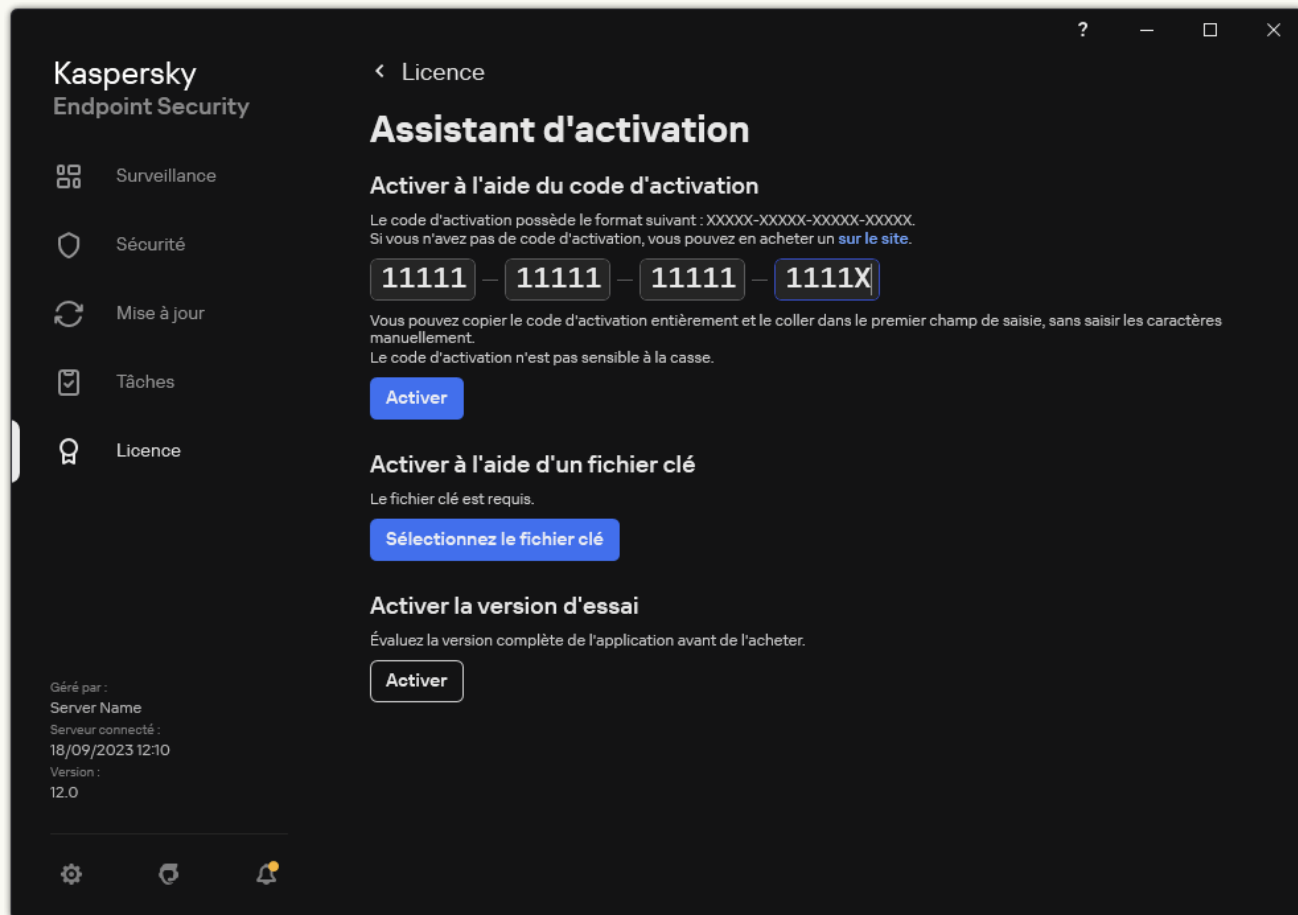 ?
Kaspersky
Endpoint Security
Surveillance
Sécurité
Mise à jour
Tâches
Licence
Géré par :
Server Name
Serveur connecté :
18/09/2023 12:10
Version :
12.0
Licence
Assistant d'activation
Activer à l'aide du code d'activation
Le code d'activation possède le format suivant : XXXXX-XXXXX-XXXXX-XXXXX.
Si vous n'avez pas de code d'activation, vous pouvez en acheter un sur le site.
11111 — 11111 — 11111 — 1111X
Vous pouvez copier le code d'activation entièrement et le coller dans le premier champ de saisie, sans saisir les caractères
manuellement.
Le code d'activation n'est pas sensible à la casse.
Activer
Activer à l'aide d'un fichier clé
Le fichier clé est requis.
Sélectionnez le fichier clé
Activer la version d'essai
Évaluez la version complète de l'application avant de l'acheter.
Activer